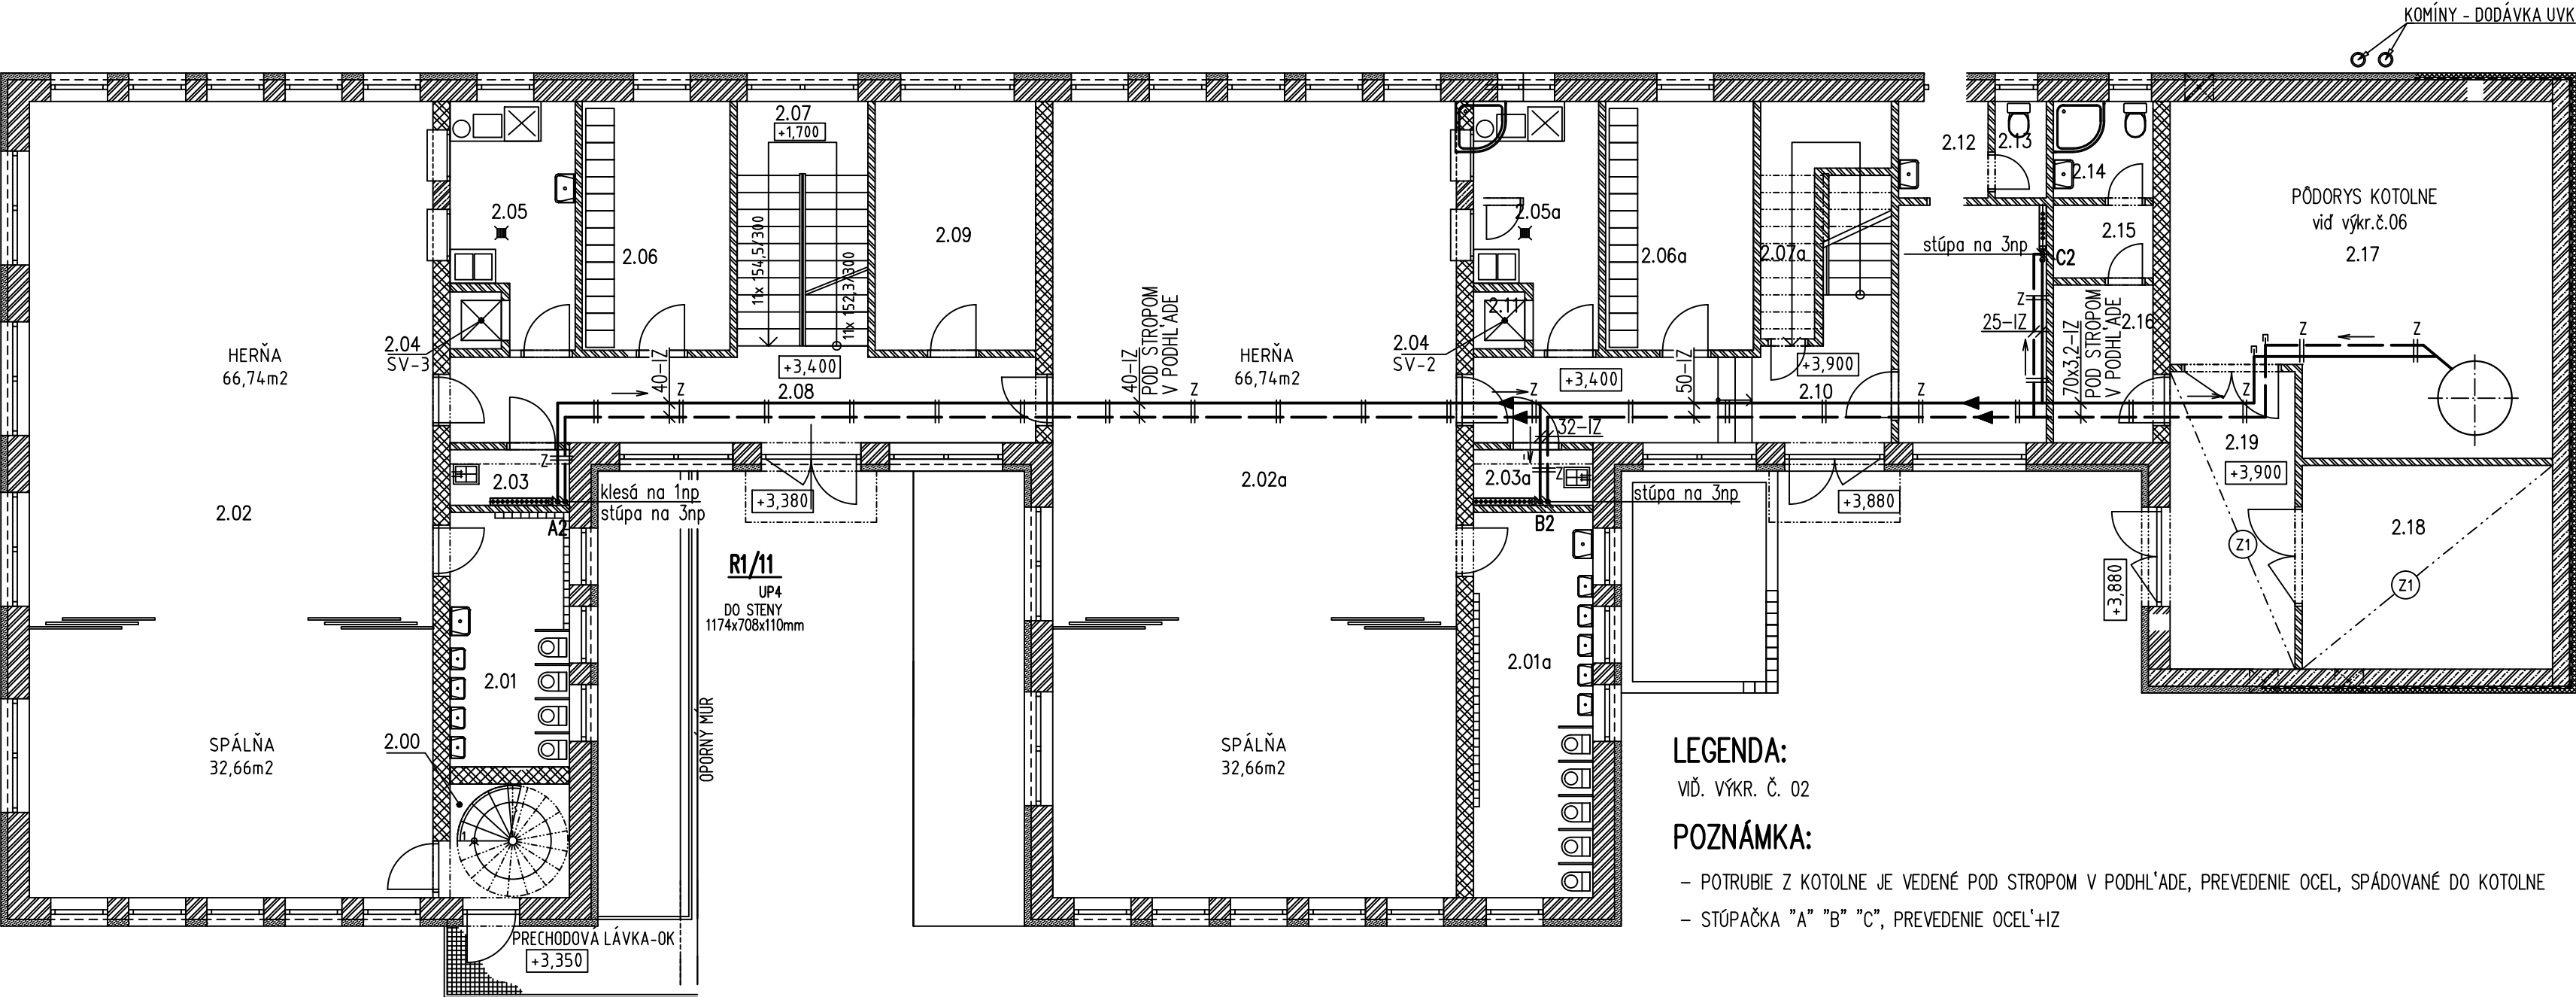 KOMÍNY - DODÁVKA UVK
2.07
+1,700
2.12
2.13
2.14
2.05
2.06
2.09
11x 154,5/300
11x 152,3/300
2.05a
2.06a
2.07a
2.15
PÔDORYS KOTOLNE
viď výkr.č.06
2.17
stúpa na 3np
C2
2.11
2.16
HERŇA
66,74m2
2.04
SV-3
+3,400
2.08
40-IZ
Z
40-IZ
POD STROPOM
V PODHĽADE
HERŇA
66,74m2
2.04
SV-2
+3,400
50-IZ
+3,900
2.10
Z
Z
Z
25-IZ
Z
70x3,2-IZ
POD STROPOM
V PODHĽADE
Z
Z
Z
32-IZ
2.19
+3,900
2.02
2.03
Z
klesá na 1np
stúpa na 3np
A2
+3,380
2.02a
2.03a
Z
stúpa na 3np
B2
+3,880
2.18
Z1
Z1
+3,880
R1/11
UP4
DO STENY
1174x708x110mm
2.01
2.01a
OPORNY MUR
SPÁLŇA
32,66m2
2.00
1
SPÁLŇA
32,66m2
LEGENDA:
VIĎ. VÝKR. Č. 02
POZNÁMKA:
- POTRUBIE Z KOTOLNE JE VEDENÉ POD STROPOM V PODHĽADE, PREVEDENIE OCEL, SPÁDOVANÉ DO KOTOLNE
- STÚPAČKA "A" "B" "C", PREVEDENIE OCEĽ+IZ
PRECHODOVÁ LÁVKA-OK
+3,350